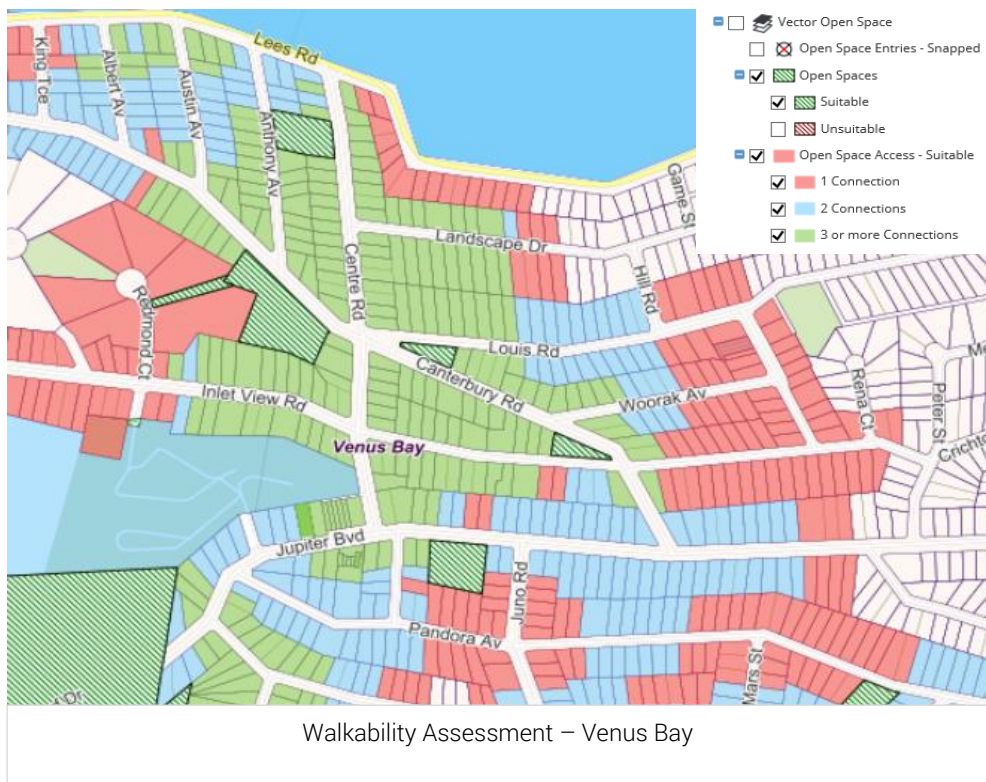 Vector Open Space
Open Space Entries - Snapped
Open Spaces
Suitable
Unsuitable
Open Space Access - Suitable
1 Connection
2 Connections
3 or more Connections
Lees Rd
King Tce
Albert Av
Austin Av
Anthony Av
Game St
Landscape Dr
Centre Rd
Hill Rd
Redmond Ct
Louis Rd
Canterbury Rd
Inlet View Rd
Woorak Av
Rena Ct
Peter St
Venus Bay
Jupiter Blvd
Juno Rd
Pandora Av
Mars St
Dr
Walkability Assessment – Venus Bay